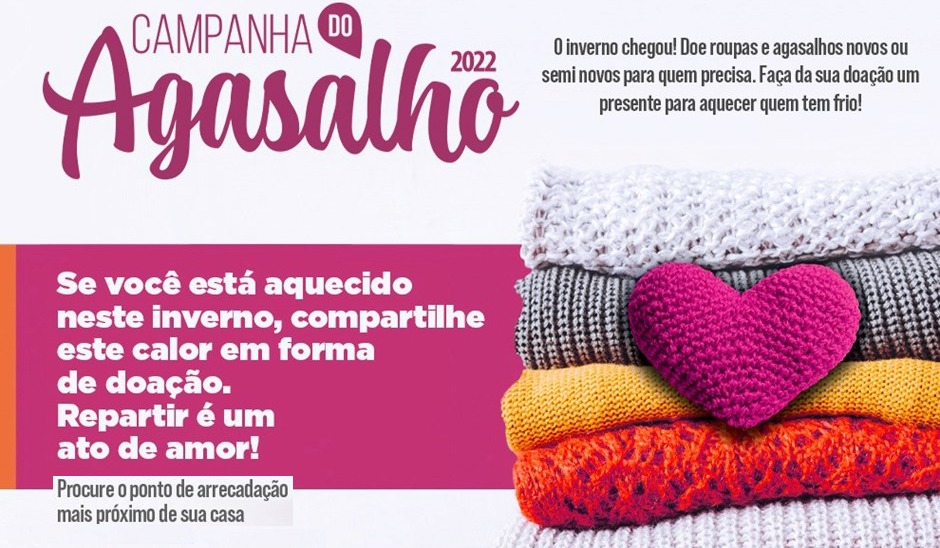 CAMPANHA DO
Agasalho
2022
O inverno chegou! Doe roupas e agasalhos novos ou
semi novos para quem precisa. Faça da sua doação um
presente para aquecer quem tem frio!
Se você está aquecido
neste inverno, compartilhe
este calor em forma
de doação.
Repartir é um
ato de amor!
Procure o ponto de arrecadação
mais próximo de sua casa